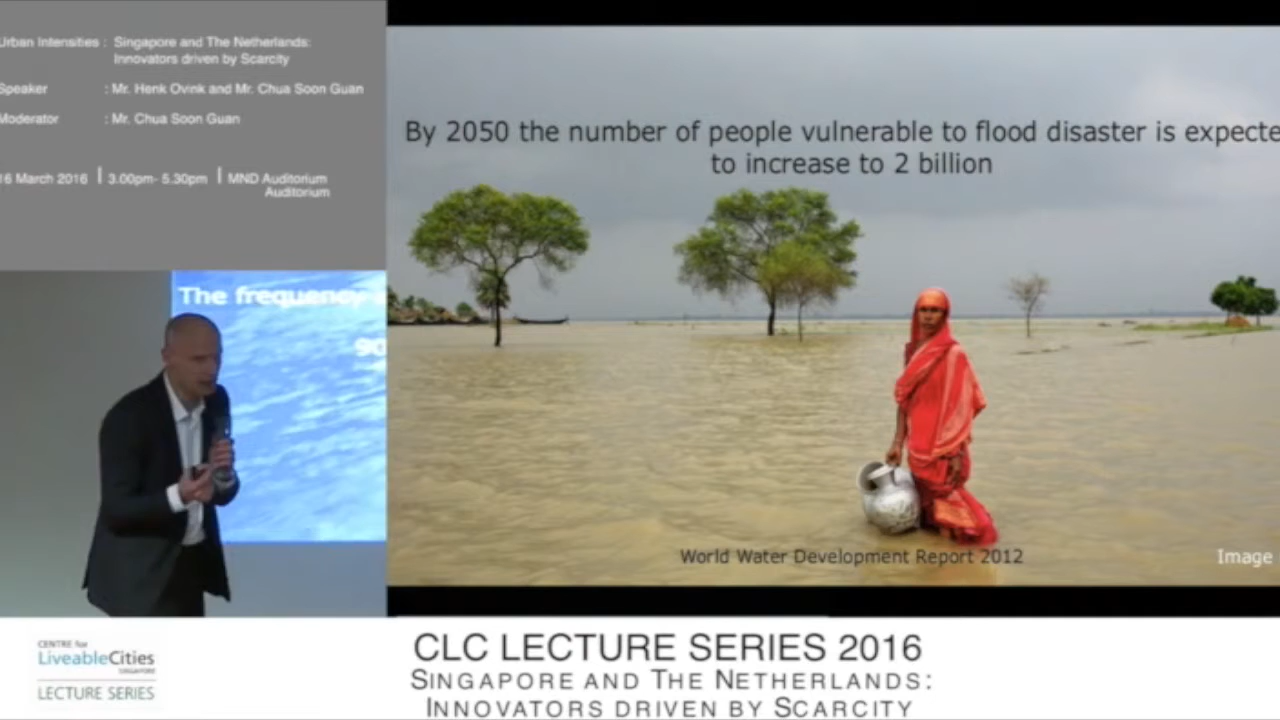 Urban Intensities : Singapore and The Netherlands:
Innovators driven by Scarcity
Speaker : Mr. Henk Ovink and Mr. Chua Soon Guan
Moderator : Mr. Chua Soon Guan
16 March 2016 | 3.00pm- 5.30pm | MND Auditorium
Auditorium
By 2050 the number of people vulnerable to flood disaster is expecte
to increase to 2 billion
The frequency a
90
World Water Development Report 2012
Image
CENTRE for
LiveableCities
SINGAPORE
LECTURE SERIES
CLC LECTURE SERIES 2016
SINGAPORE AND THE NETHERLANDS:
INNOVATORS DRIVEN BY SCARCITY